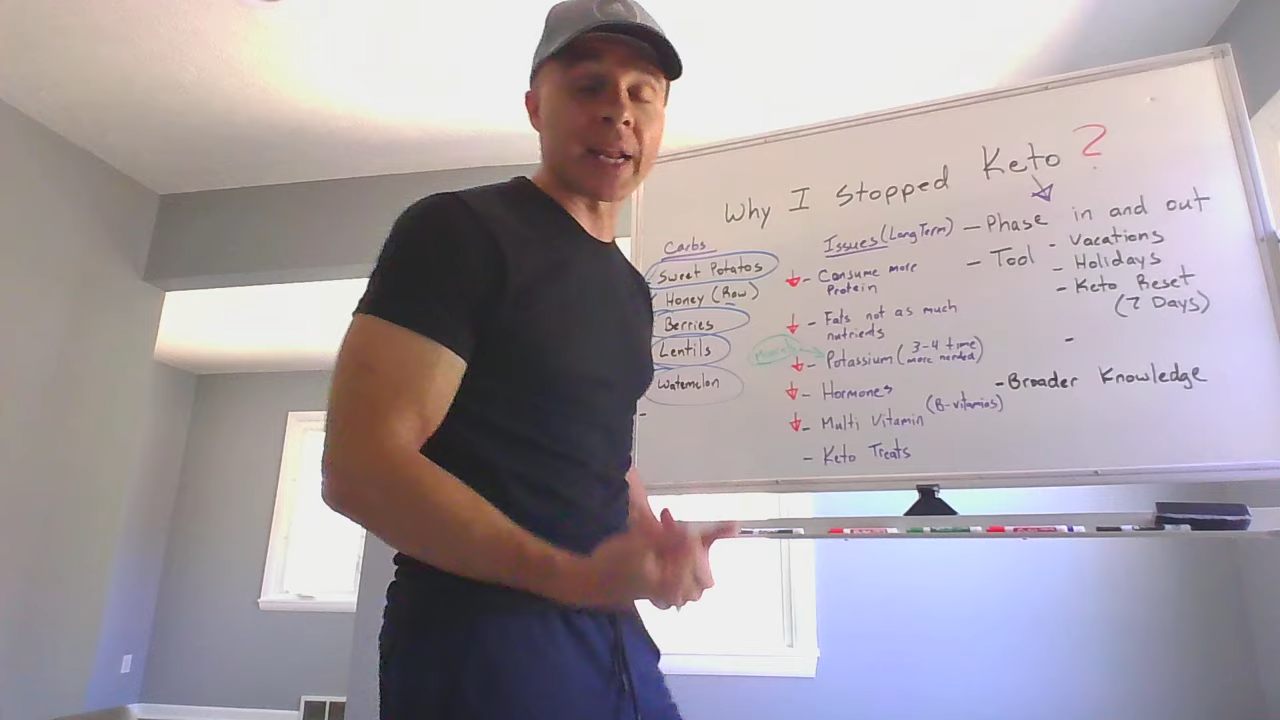 Why I Stopped Keto ?
Carbs
Sweet Potatos
Honey (Raw)
Berries
Lentils
Watemelon
-
Issues (Long Term)
- Consume more
Protein
- Fats not as much
nutrieds
- Potassium (3-4 time
more needed)
- Hormones
- Multi Vitamin (B-vitamins)
- Keto Treats
- Phase in and out
- Tool
- Vacations
- Holidays
- Keto Reset
(7 Days)
-
- Broader Knowledge